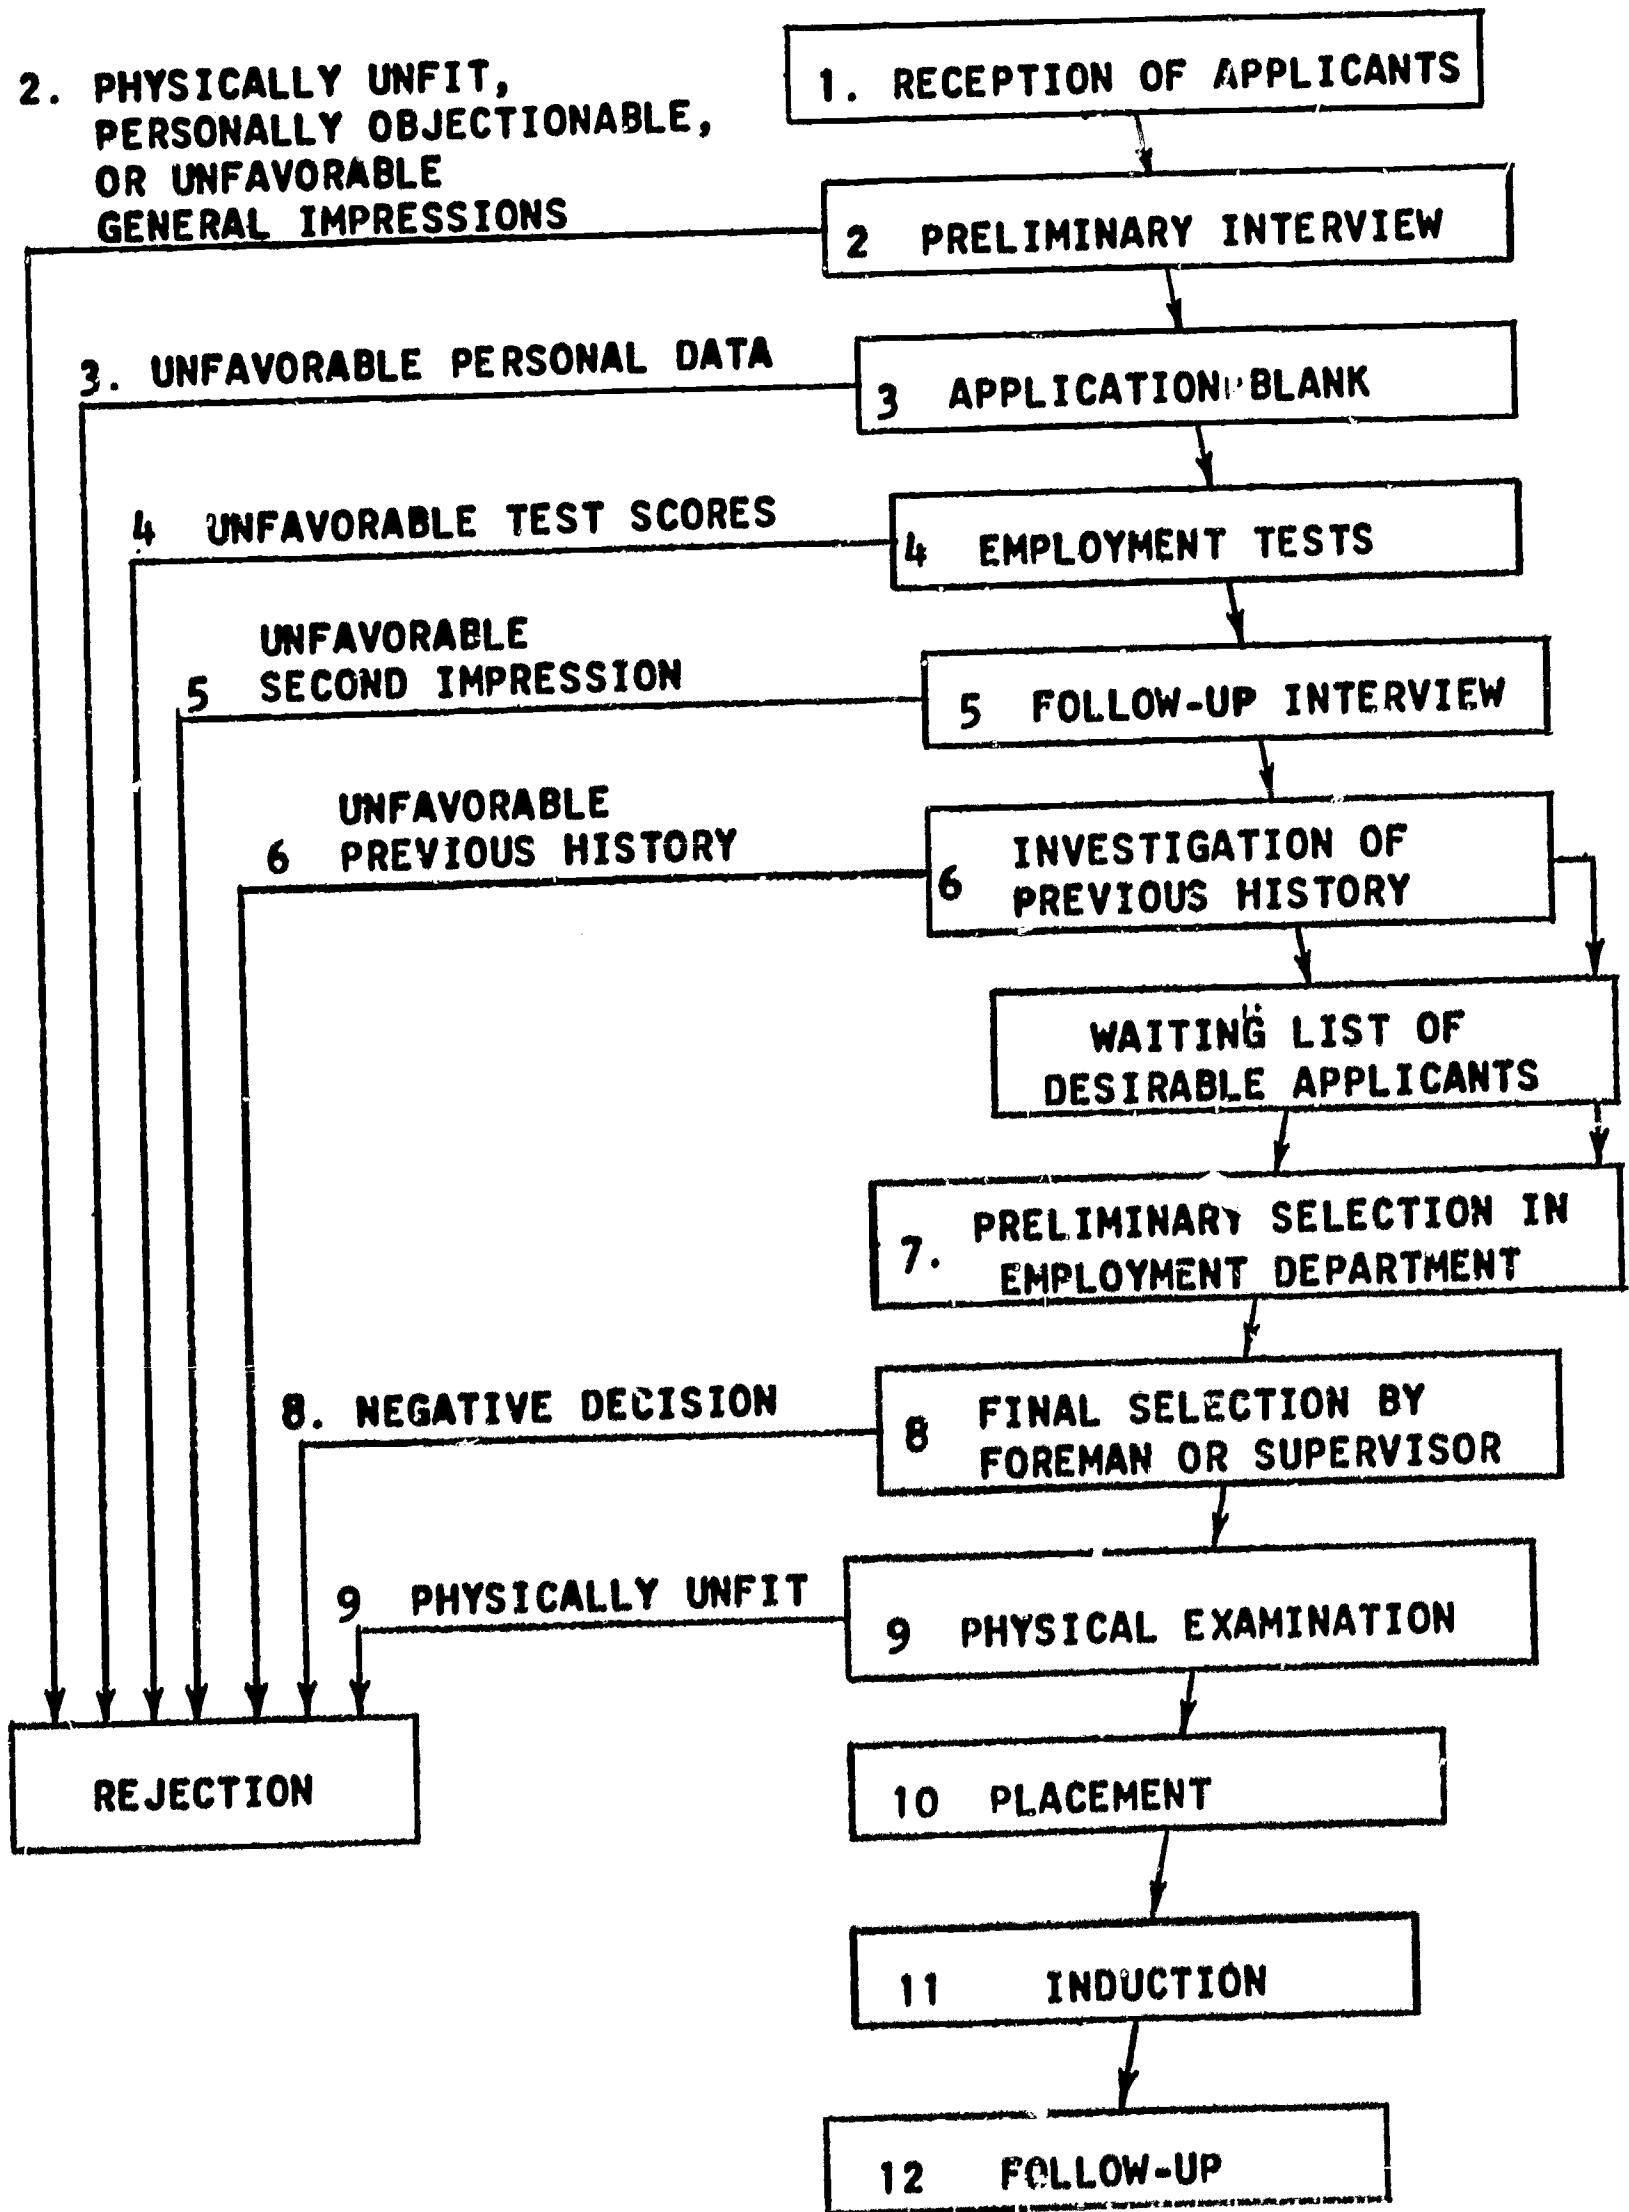 1. RECEPTION OF APPLICANTS
2. PHYSICALLY UNFIT,
PERSONALLY OBJECTIONABLE,
OR UNFAVORABLE
GENERAL IMPRESSIONS
2 PRELIMINARY INTERVIEW
3. UNFAVORABLE PERSONAL DATA
3 APPLICATION BLANK
4 UNFAVORABLE TEST SCORES
4 EMPLOYMENT TESTS
UNFAVORABLE
5 SECOND IMPRESSION
5 FOLLOW-UP INTERVIEW
UNFAVORABLE
6 PREVIOUS HISTORY
INVESTIGATION OF
6 PREVIOUS HISTORY
WAITING LIST OF
DESIRABLE APPLICANTS
7. PRELIMINARY SELECTION IN
EMPLOYMENT DEPARTMENT
8. NEGATIVE DECISION
8 FINAL SELECTION BY
FOREMAN OR SUPERVISOR
9 PHYSICALLY UNFIT
9 PHYSICAL EXAMINATION
REJECTION
10 PLACEMENT
11 INDUCTION
12 FOLLOW-UP